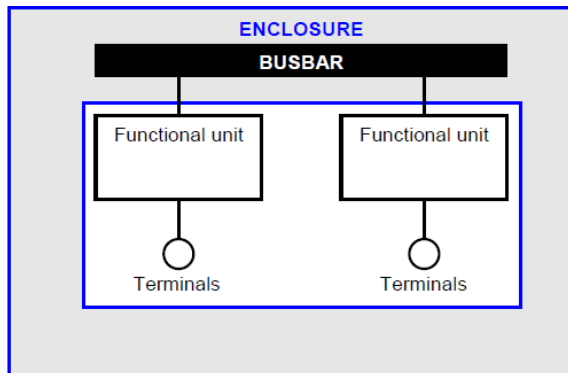 ENCLOSURE
BUSBAR
Functional unit
Functional unit
Terminals
Terminals